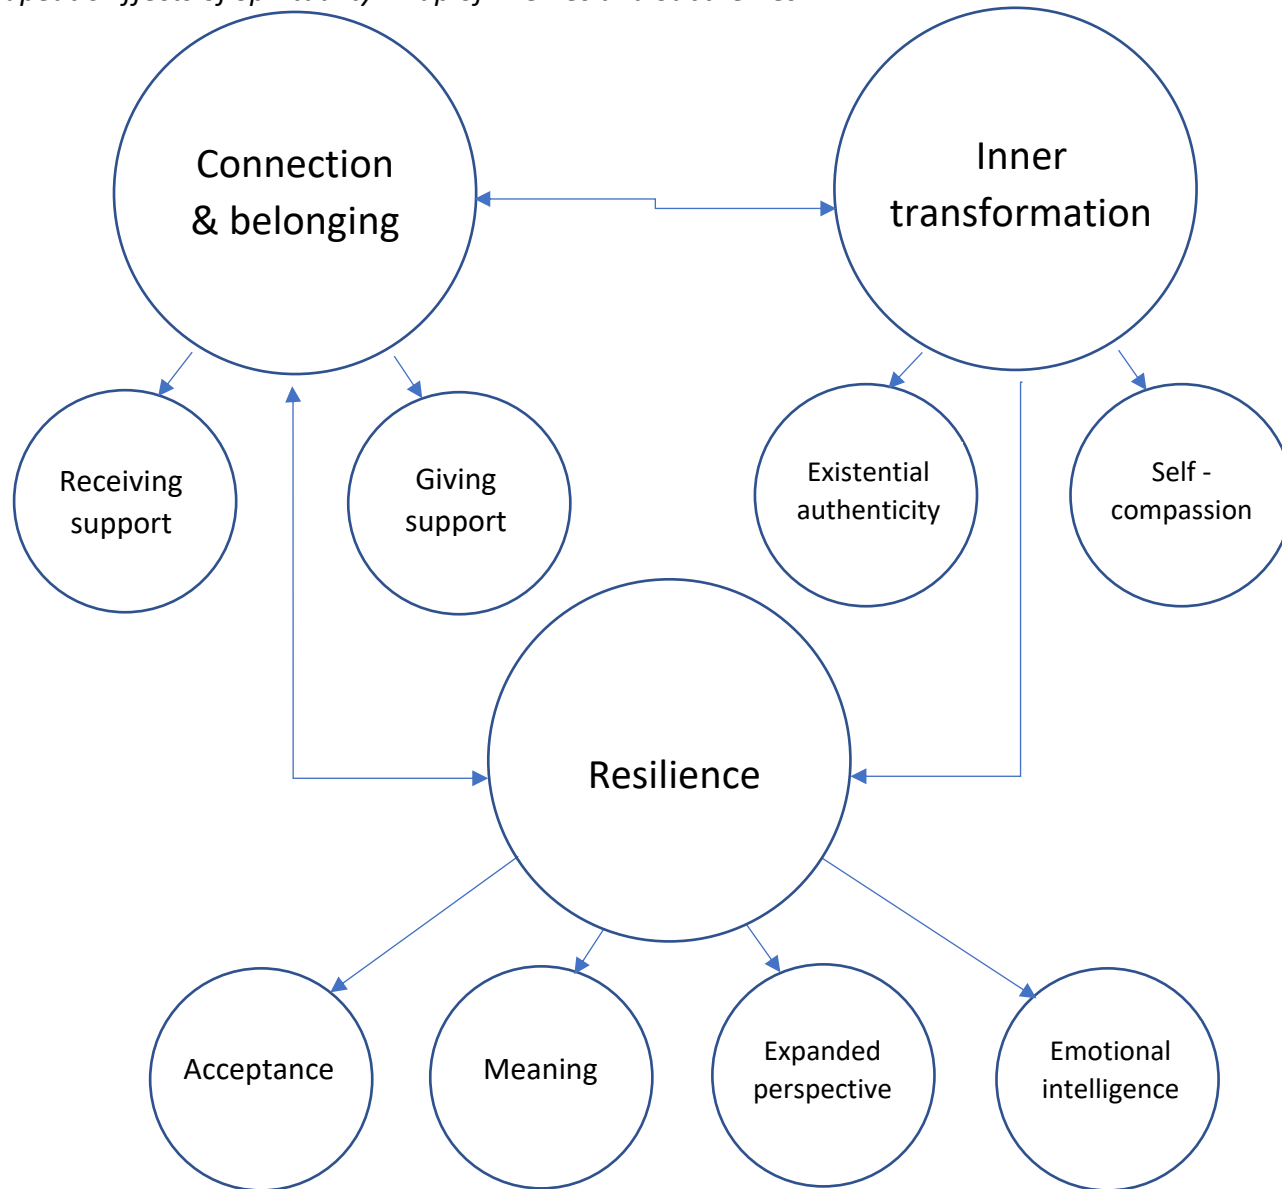 Connection
& belonging
Inner
transformation
Receiving
support
Giving
support
Existential
authenticity
Self -
compassion
Resilience
Acceptance
Meaning
Expanded
perspective
Emotional
intelligence